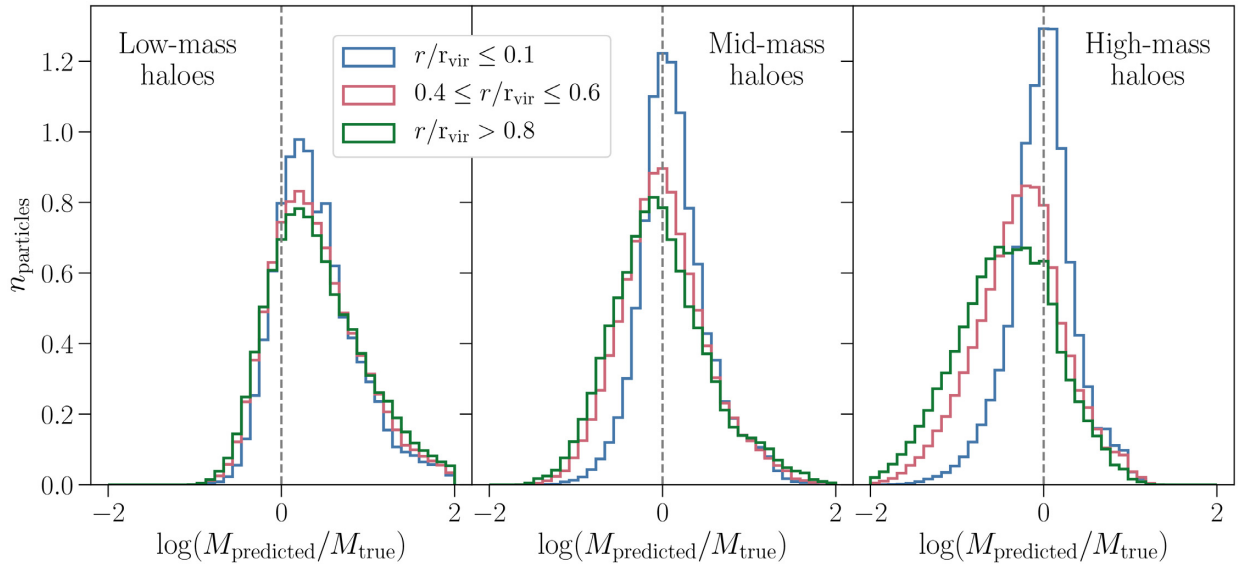 Low-mass
haloes
r/r_vir ≤ 0.1
0.4 ≤ r/r_vir ≤ 0.6
r/r_vir > 0.8
Mid-mass
haloes
High-mass
haloes
n_particles
1.2
1.0
0.8
0.6
0.4
0.2
0.0
−2 0 2
−2 0 2
−2 0 2
log(M_predicted/M_true)
log(M_predicted/M_true)
log(M_predicted/M_true)